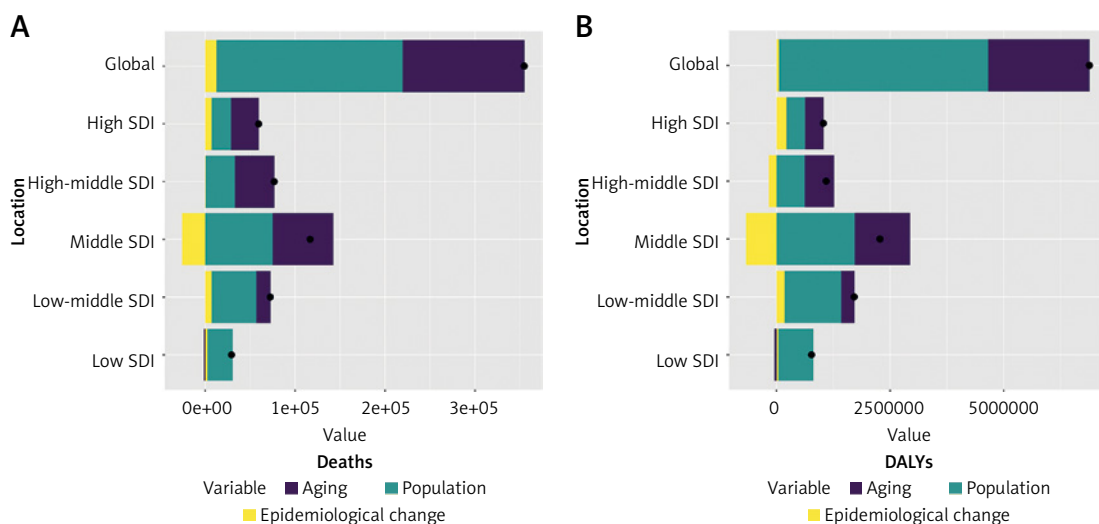 A
Location
Global
High SDI
High-middle SDI
Middle SDI
Low-middle SDI
Low SDI
0e+00 1e+05 2e+05 3e+05
Value
Deaths
Variable Aging Population
Epidemiological change
B
Location
Global
High SDI
High-middle SDI
Middle SDI
Low-middle SDI
Low SDI
0 2500000 5000000
Value
DALYs
Variable Aging Population
Epidemiological change